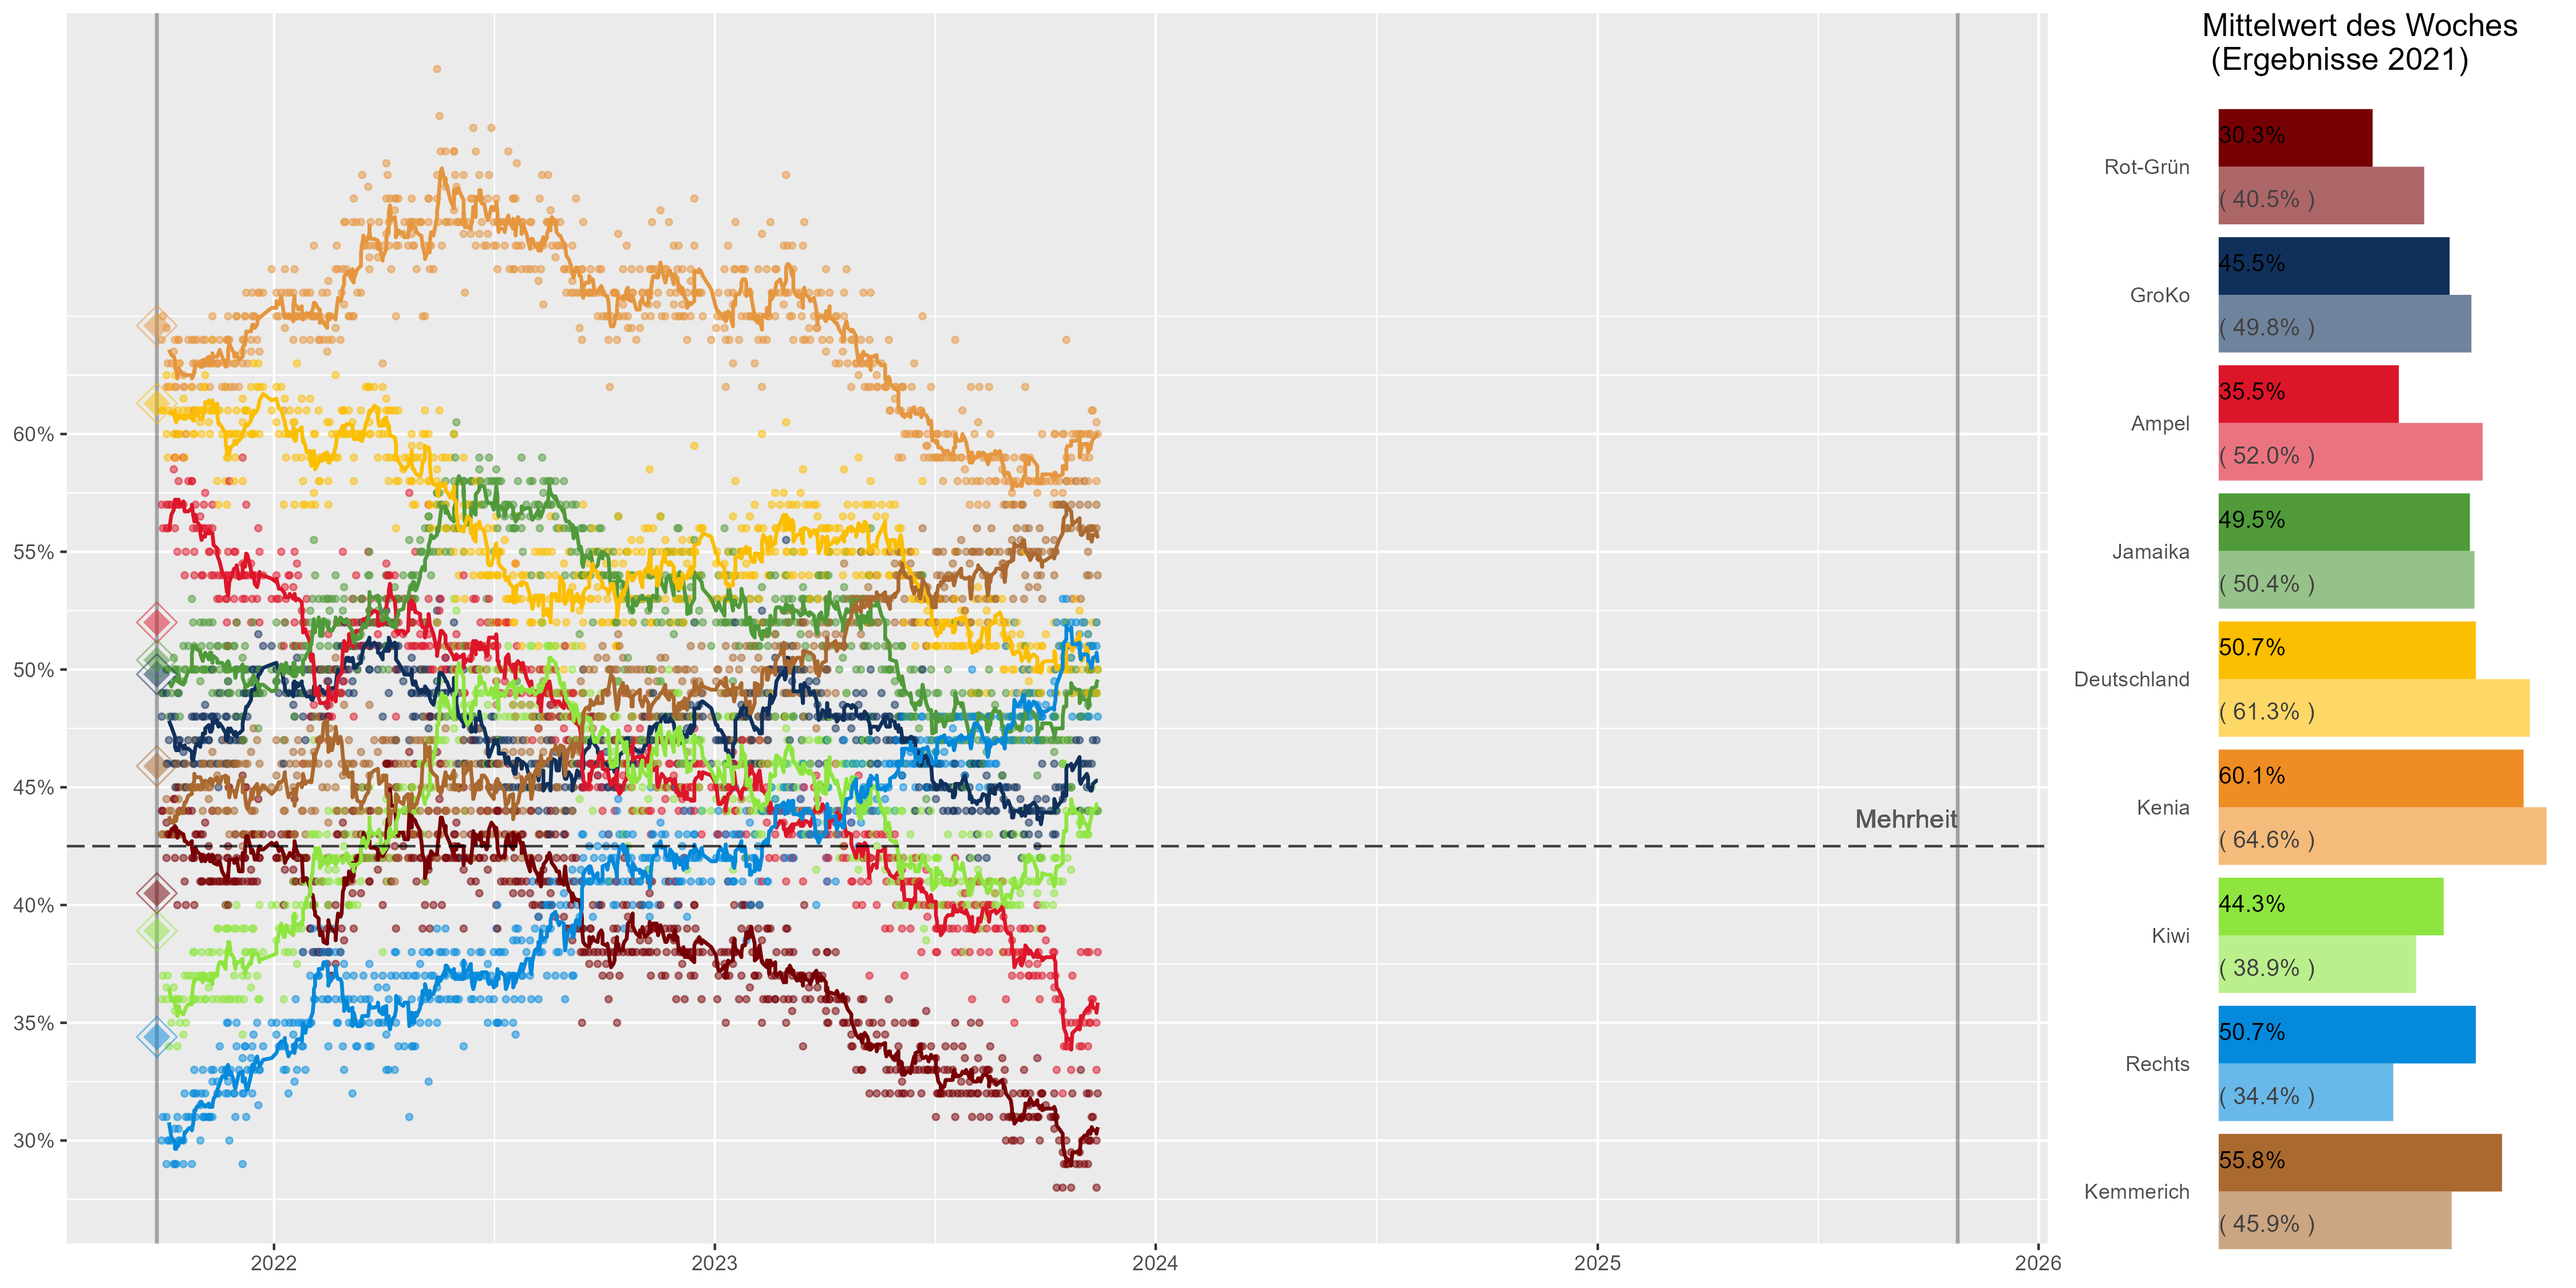 60%
55%
50%
45%
40%
35%
30%
Mehrheit
2022
2023
2024
2025
2026
Mittelwert des Woches
(Ergebnisse 2021)
Rot-Grün
30.3%
( 40.5% )
GroKo
45.5%
( 49.8% )
Ampel
35.5%
( 52.0% )
Jamaika
49.5%
( 50.4% )
Deutschland
50.7%
( 61.3% )
Kenia
60.1%
( 64.6% )
Kiwi
44.3%
( 38.9% )
Rechts
50.7%
( 34.4% )
Kemmerich
55.8%
( 45.9% )